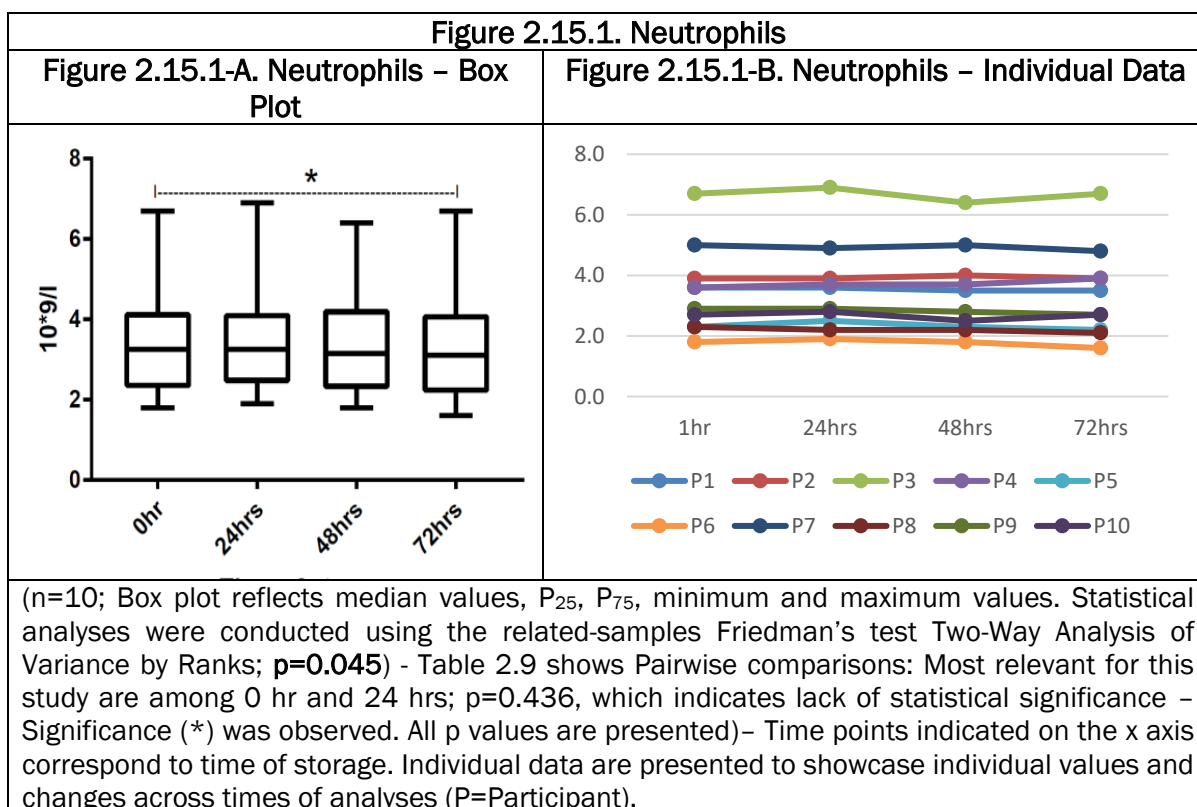 Figure 2.15.1. Neutrophils
Figure 2.15.1-A. Neutrophils – Box
Plot
Figure 2.15.1-B. Neutrophils – Individual Data
8
6
4
2
0
10*9/l
*
0hr
24hrs
48hrs
72hrs
8.0
6.0
4.0
2.0
0.0
1hr 24hrs 48hrs 72hrs
P1 P2 P3 P4 P5
P6 P7 P8 P9 P10
(n=10; Box plot reflects median values, P25, P75, minimum and maximum values. Statistical
analyses were conducted using the related-samples Friedman's test Two-Way Analysis of
Variance by Ranks; p=0.045) - Table 2.9 shows Pairwise comparisons: Most relevant for this
study are among 0 hr and 24 hrs; p=0.436, which indicates lack of statistical significance –
Significance (*) was observed. All p values are presented)– Time points indicated on the x axis
correspond to time of storage. Individual data are presented to showcase individual values and
changes across times of analyses (P=Participant).